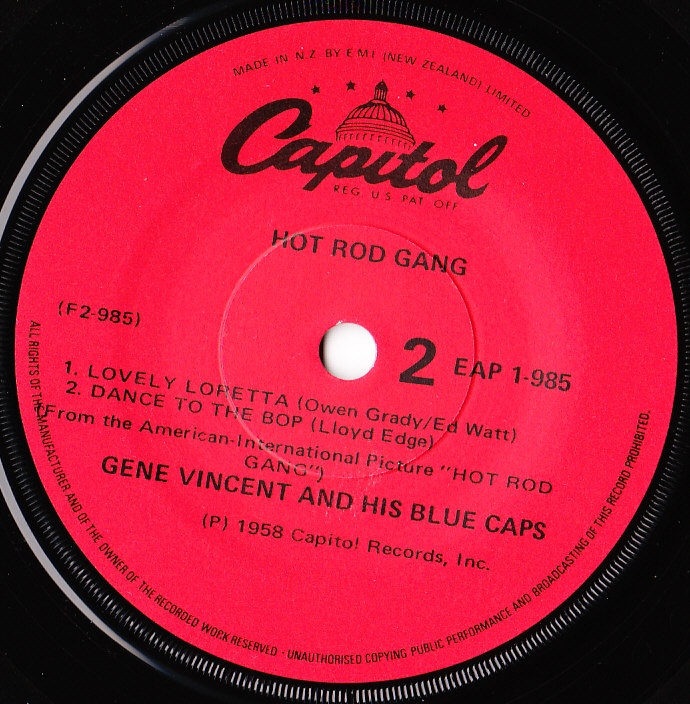 MADE IN N.Z. BY EMI (NEW ZEALAND) LIMITED
Capitol
REG. U.S. PAT. OFF.
HOT ROD GANG
(F2-985)
2 EAP 1-985
1. LOVELY LORETTA (Owen Grady/Ed Watt)
2. DANCE TO THE BOP (Lloyd Edge)
(From the American-International Picture "HOT ROD
GANG")
GENE VINCENT AND HIS BLUE CAPS
(P) 1958 Capitol Records, Inc.
ALL RIGHTS OF THE MANUFACTURER AND OF THE OWNER OF THE RECORDED WORK RESERVED - UNAUTHORISED COPYING PUBLIC PERFORMANCE AND BROADCASTING OF THIS RECORD PROHIBITED.